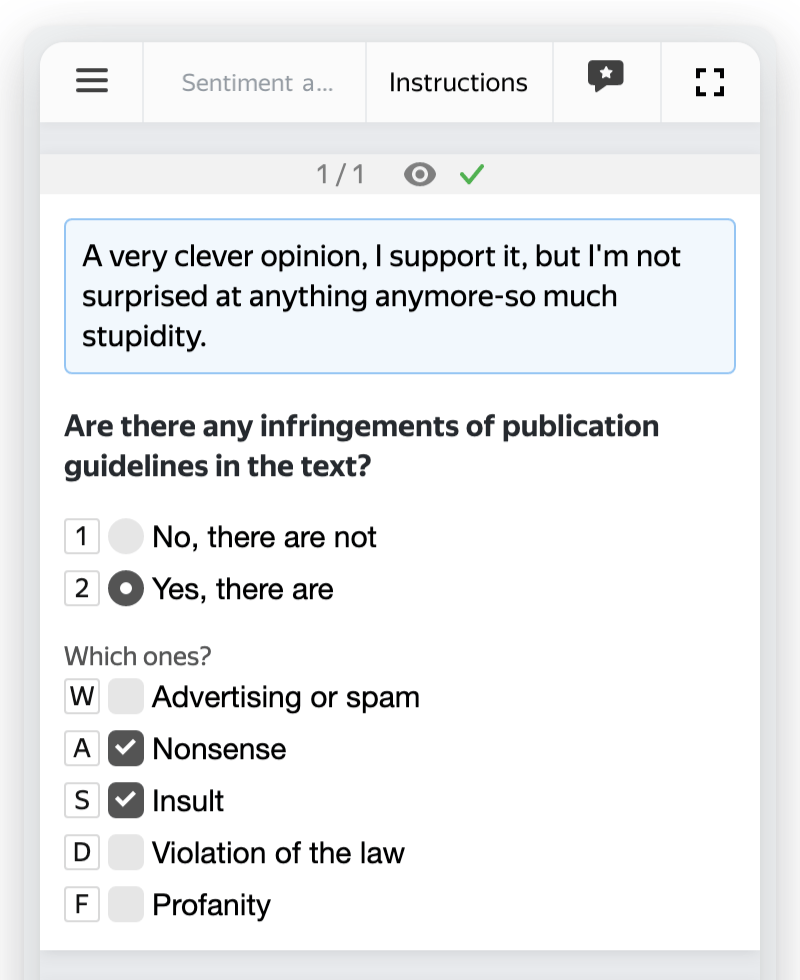 Sentiment a...
Instructions
1 / 1
A very clever opinion, I support it, but I'm not
surprised at anything anymore-so much
stupidity.
Are there any infringements of publication
guidelines in the text?
1 No, there are not
2 Yes, there are
Which ones?
W Advertising or spam
A Nonsense
S Insult
D Violation of the law
F Profanity